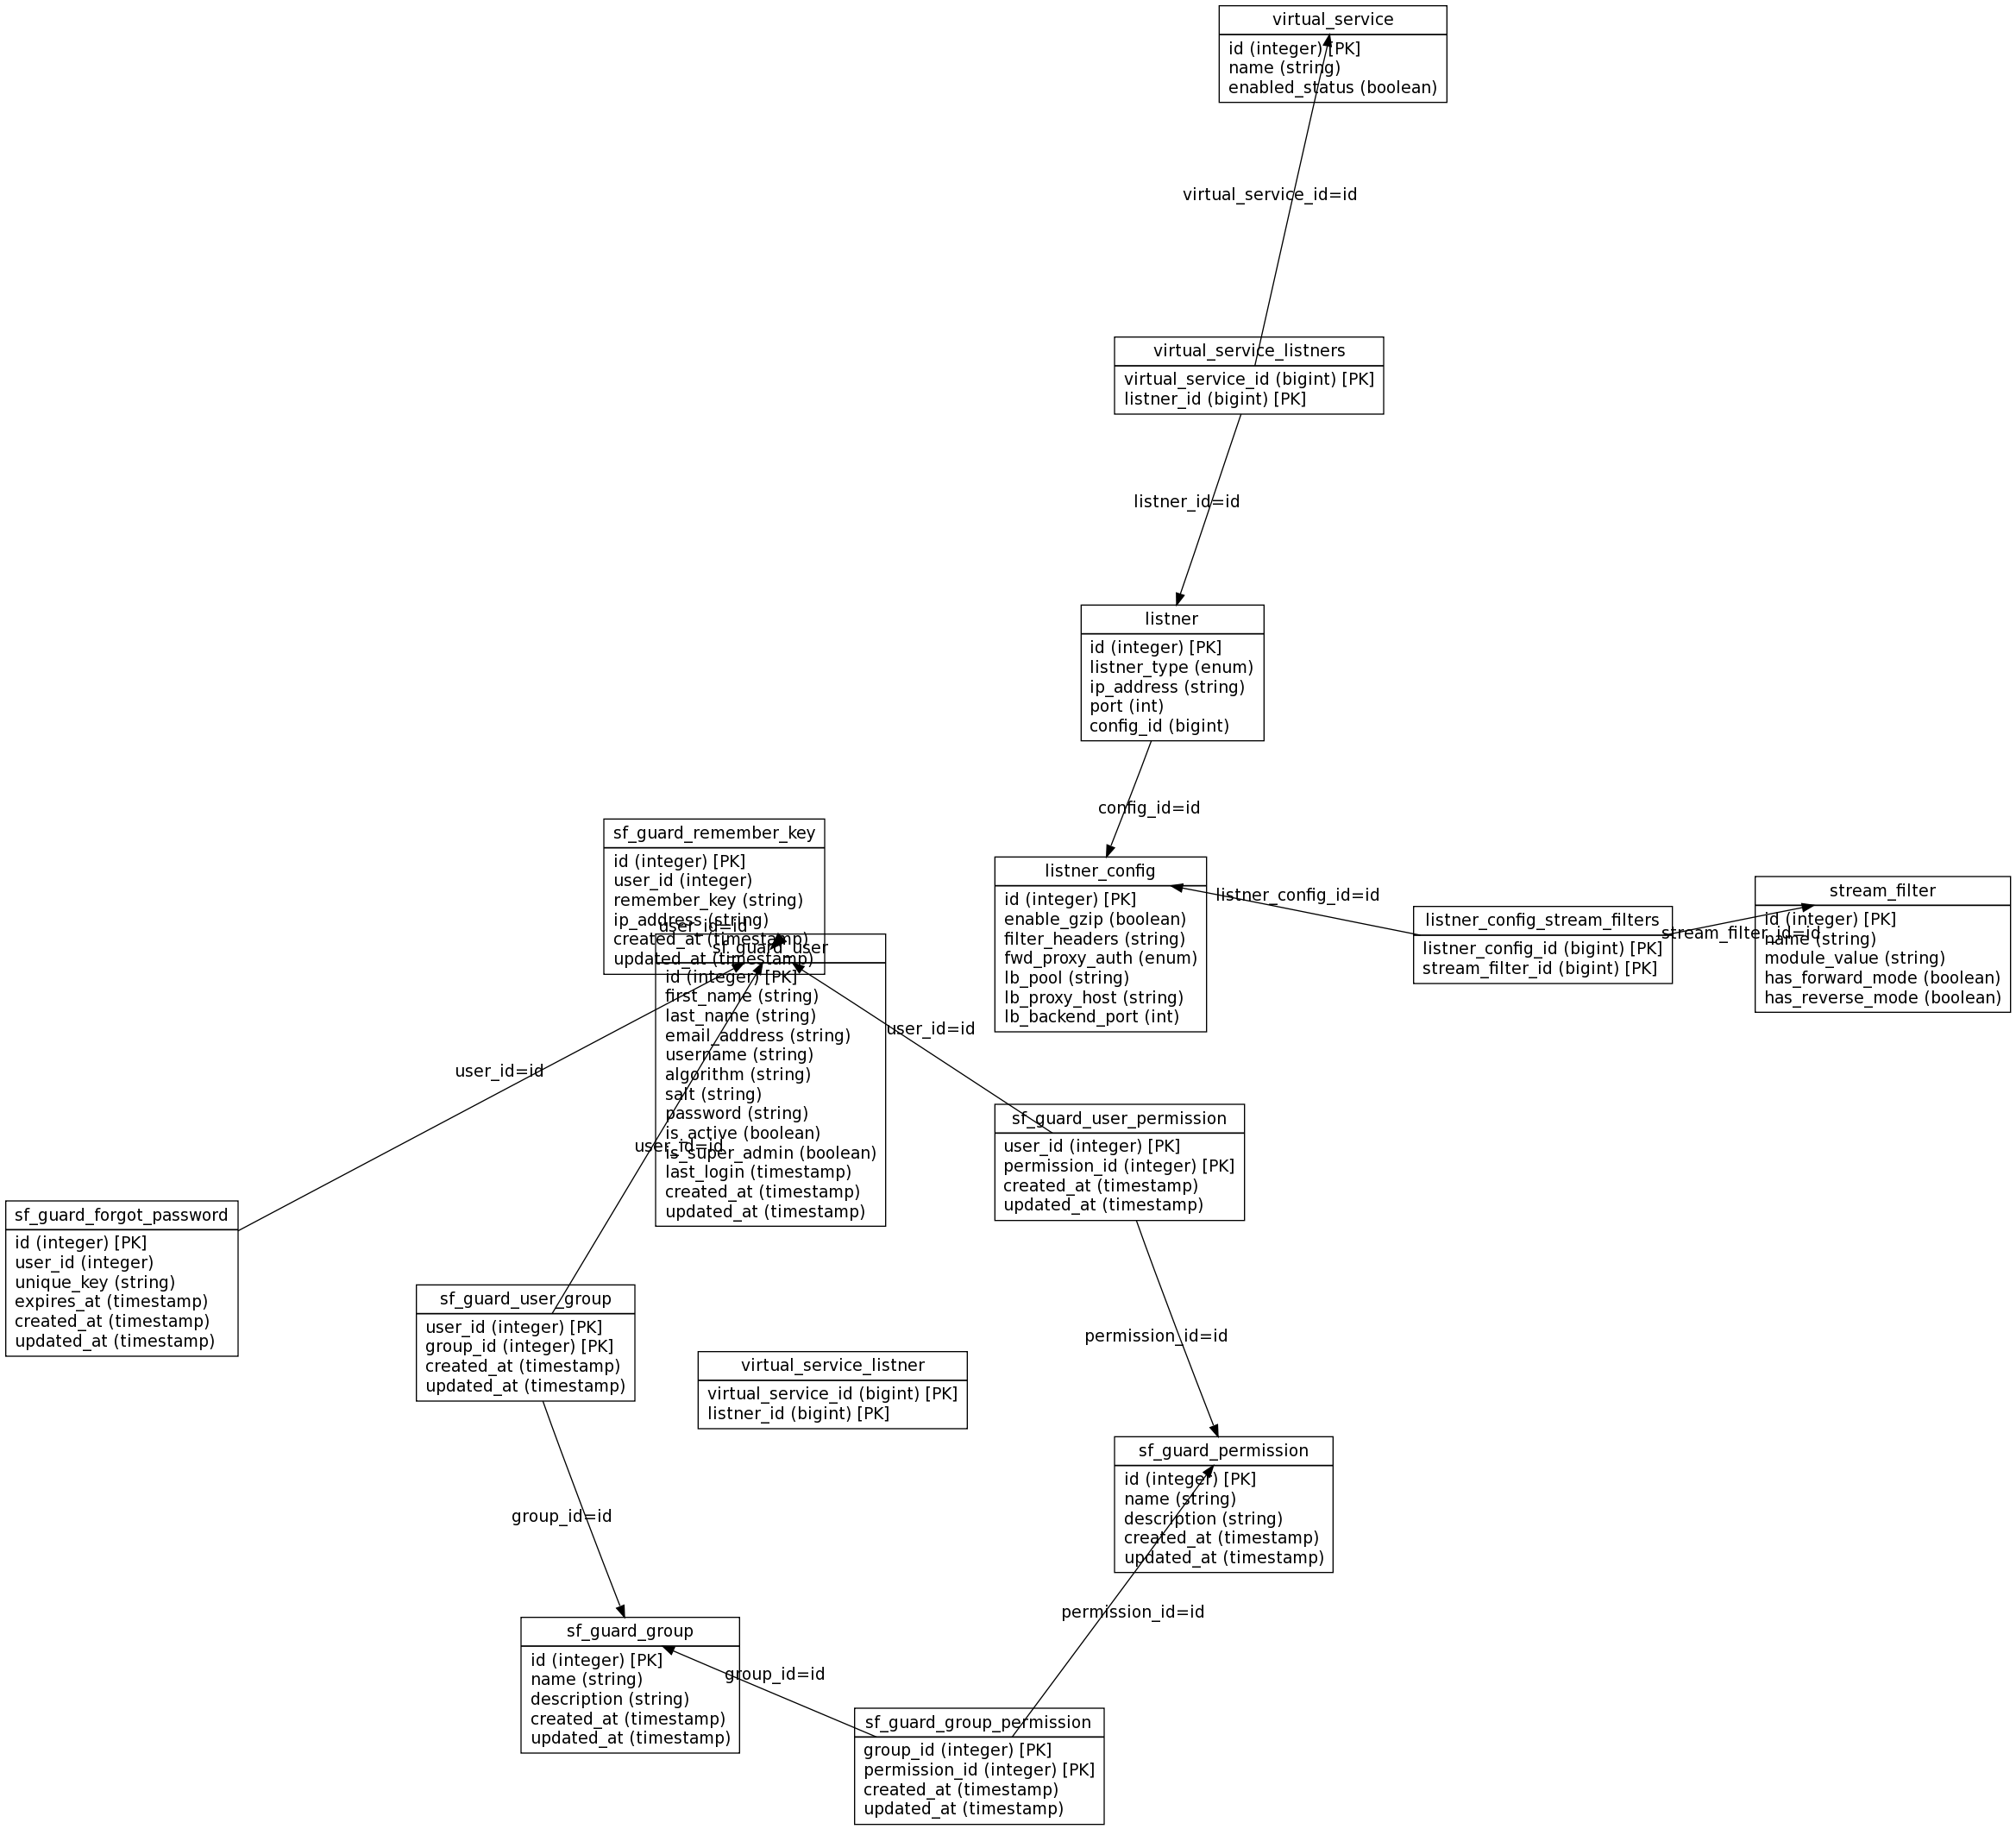 virtual_service
id (integer) [PK]
name (string)
enabled_status (boolean)
virtual_service_id=id
virtual_service_listners
virtual_service_id (bigint) [PK]
listner_id (bigint) [PK]
listner_id=id
listner
id (integer) [PK]
listner_type (enum)
ip_address (string)
port (int)
config_id (bigint)
config_id=id
sf_guard_remember_key
id (integer) [PK]
user_id (integer)
remember_key (string)
ip_address (string)
created_at (timestamp)
updated_at (timestamp)
user_id=id
listner_config
id (integer) [PK]
enable_gzip (boolean)
filter_headers (string)
fwd_proxy_auth (enum)
lb_pool (string)
lb_proxy_host (string)
lb_backend_port (int)
listner_config_id=id
listner_config_stream_filters
listner_config_id (bigint) [PK]
stream_filter_id (bigint) [PK]
stream_filter_id=id
stream_filter
id (integer) [PK]
name (string)
module_value (string)
has_forward_mode (boolean)
has_reverse_mode (boolean)
sf_guard_user
id (integer) [PK]
first_name (string)
last_name (string)
email_address (string)
username (string)
algorithm (string)
salt (string)
password (string)
is_active (boolean)
is_super_admin (boolean)
last_login (timestamp)
created_at (timestamp)
updated_at (timestamp)
user_id=id
user_id=id
user_id=id
sf_guard_user_permission
user_id (integer) [PK]
permission_id (integer) [PK]
created_at (timestamp)
updated_at (timestamp)
sf_guard_forgot_password
id (integer) [PK]
user_id (integer)
unique_key (string)
expires_at (timestamp)
created_at (timestamp)
updated_at (timestamp)
sf_guard_user_group
user_id (integer) [PK]
group_id (integer) [PK]
created_at (timestamp)
updated_at (timestamp)
virtual_service_listner
virtual_service_id (bigint) [PK]
listner_id (bigint) [PK]
permission_id=id
sf_guard_permission
id (integer) [PK]
name (string)
description (string)
created_at (timestamp)
updated_at (timestamp)
group_id=id
permission_id=id
sf_guard_group
id (integer) [PK]
name (string)
description (string)
created_at (timestamp)
updated_at (timestamp)
group_id=id
sf_guard_group_permission
group_id (integer) [PK]
permission_id (integer) [PK]
created_at (timestamp)
updated_at (timestamp)